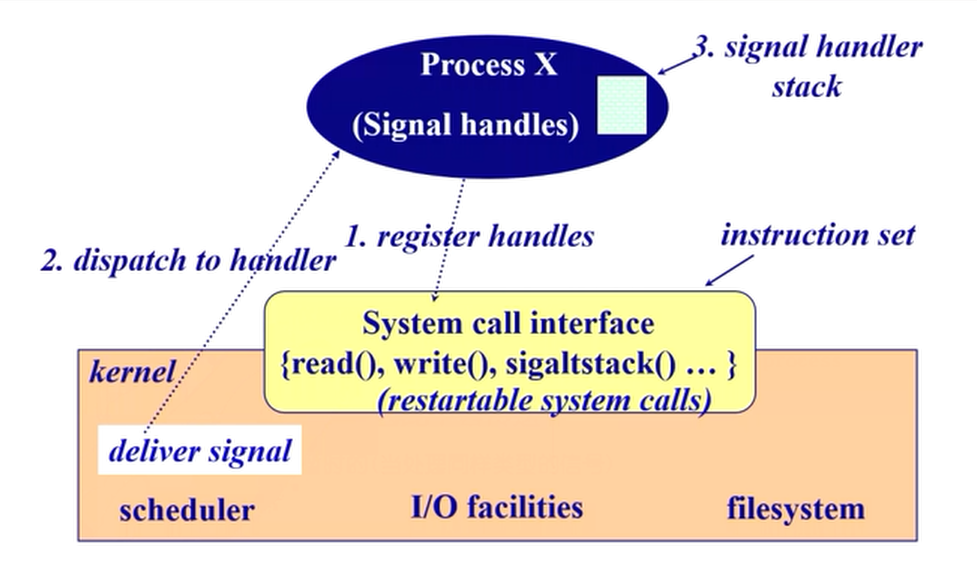 Process X
(Signal handles)
3. signal handler
stack
1. register handles
2. dispatch to handler
instruction set
System call interface
{read(), write(), sigaltstack() … }
(restartable system calls)
kernel
deliver signal
scheduler
I/O facilities
filesystem